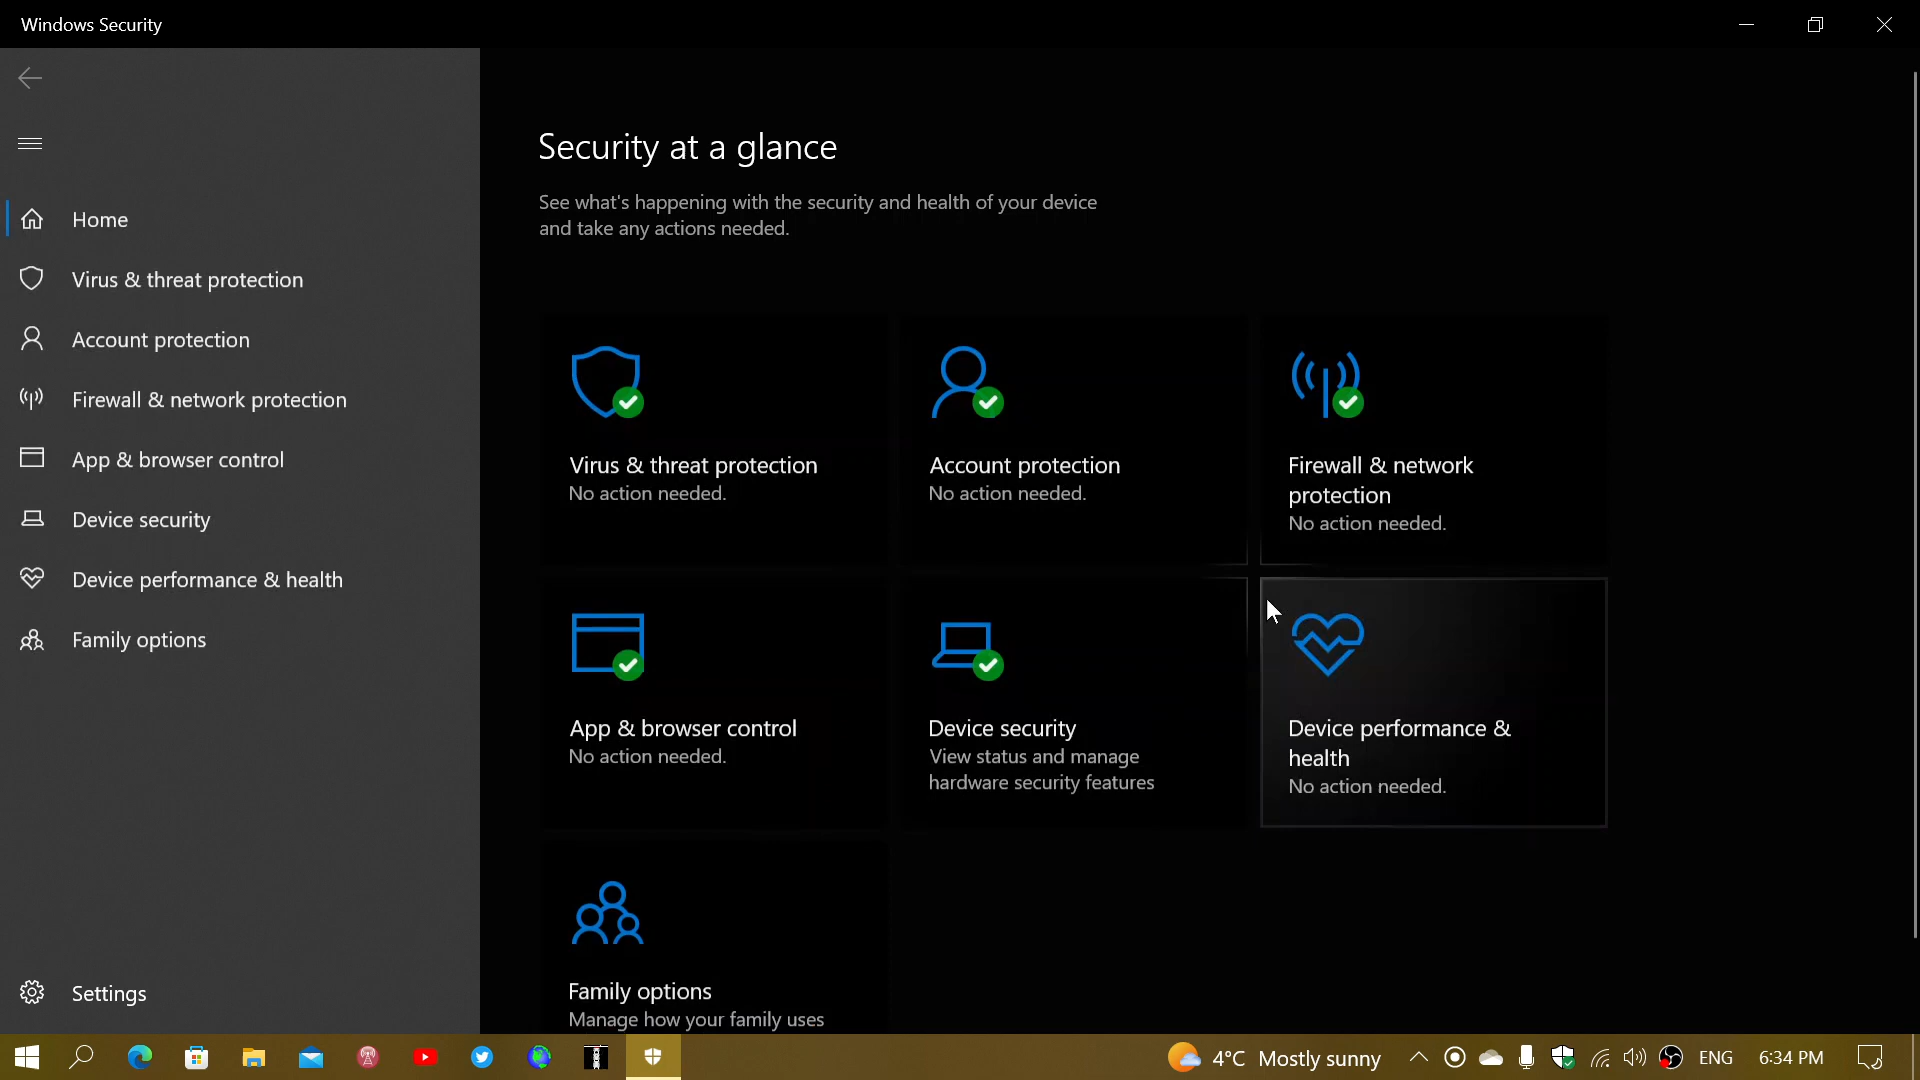 Windows Security
Home
Virus & threat protection
Account protection
Firewall & network protection
App & browser control
Device security
Device performance & health
Family options
Settings
Security at a glance
See what's happening with the security and health of your device
and take any actions needed.
Virus & threat protection
No action needed.
Account protection
No action needed.
Firewall & network
protection
No action needed.
App & browser control
No action needed.
Device security
View status and manage
hardware security features
Device performance &
health
No action needed.
Family options
Manage how your family uses
4°C Mostly sunny
ENG
6:34 PM